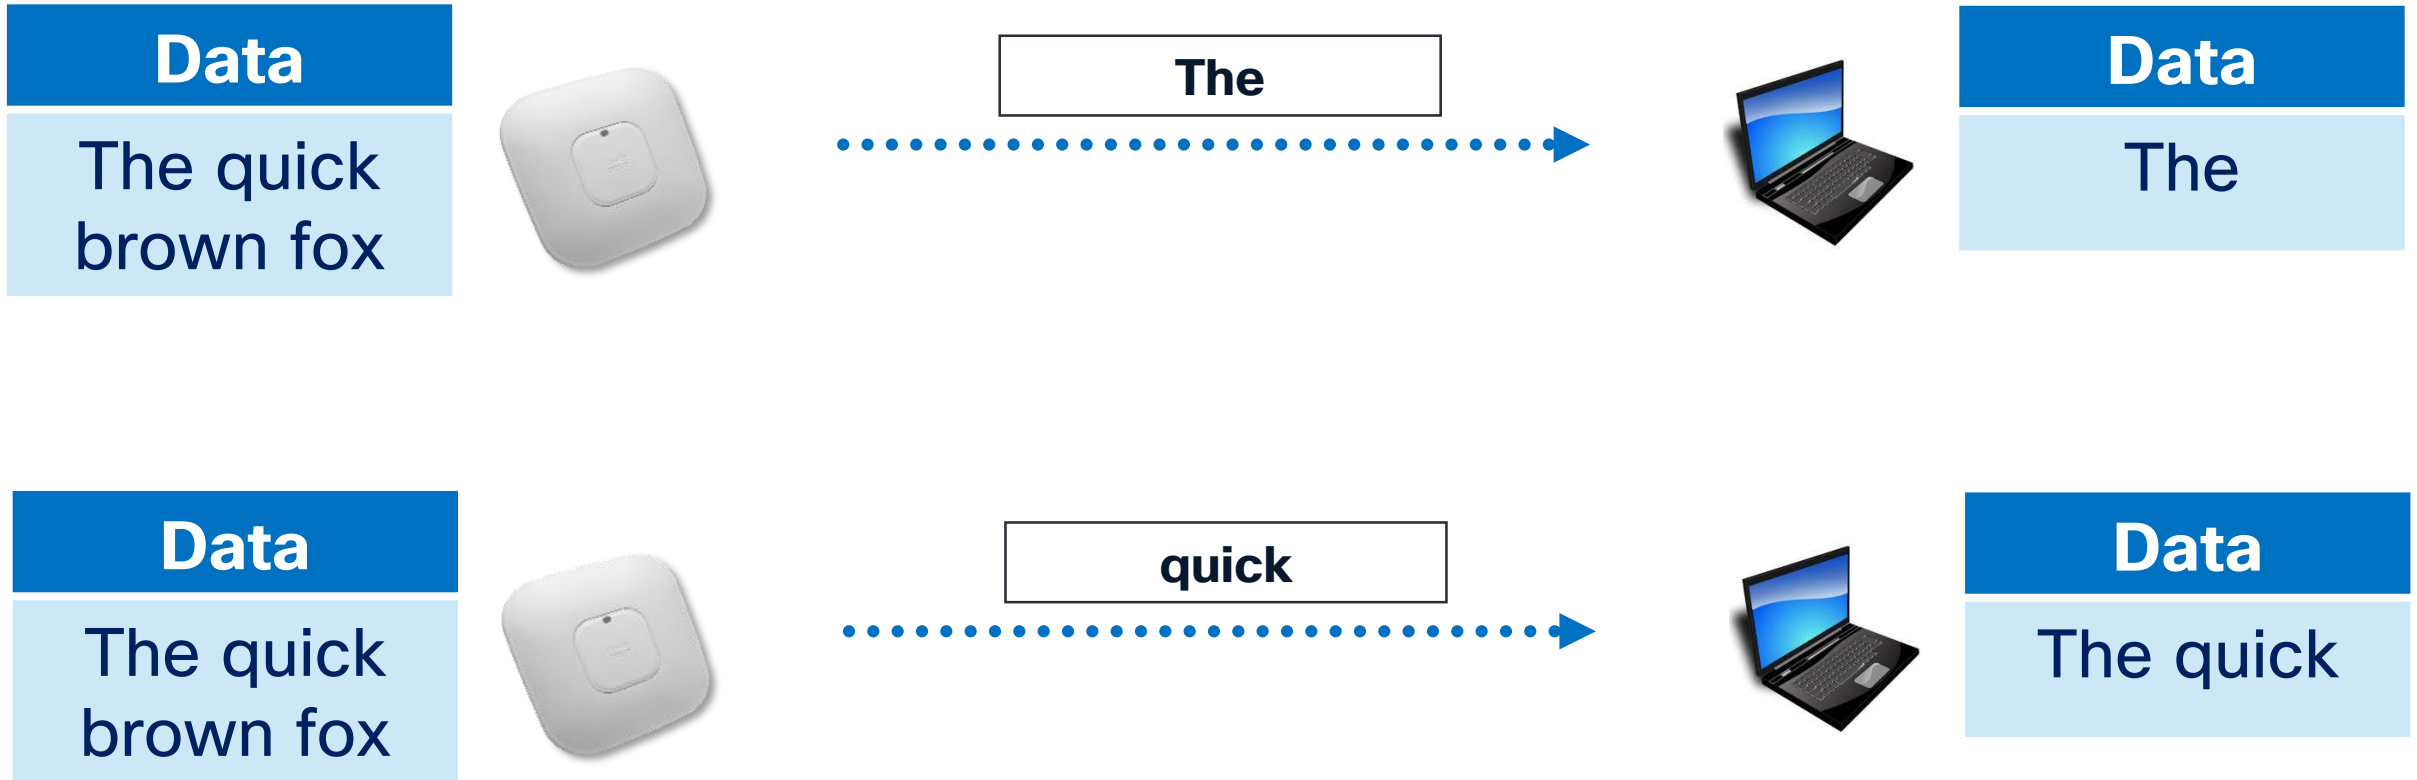 Data
The quick
brown fox
The
Data
The
Data
The quick
brown fox
quick
Data
The quick